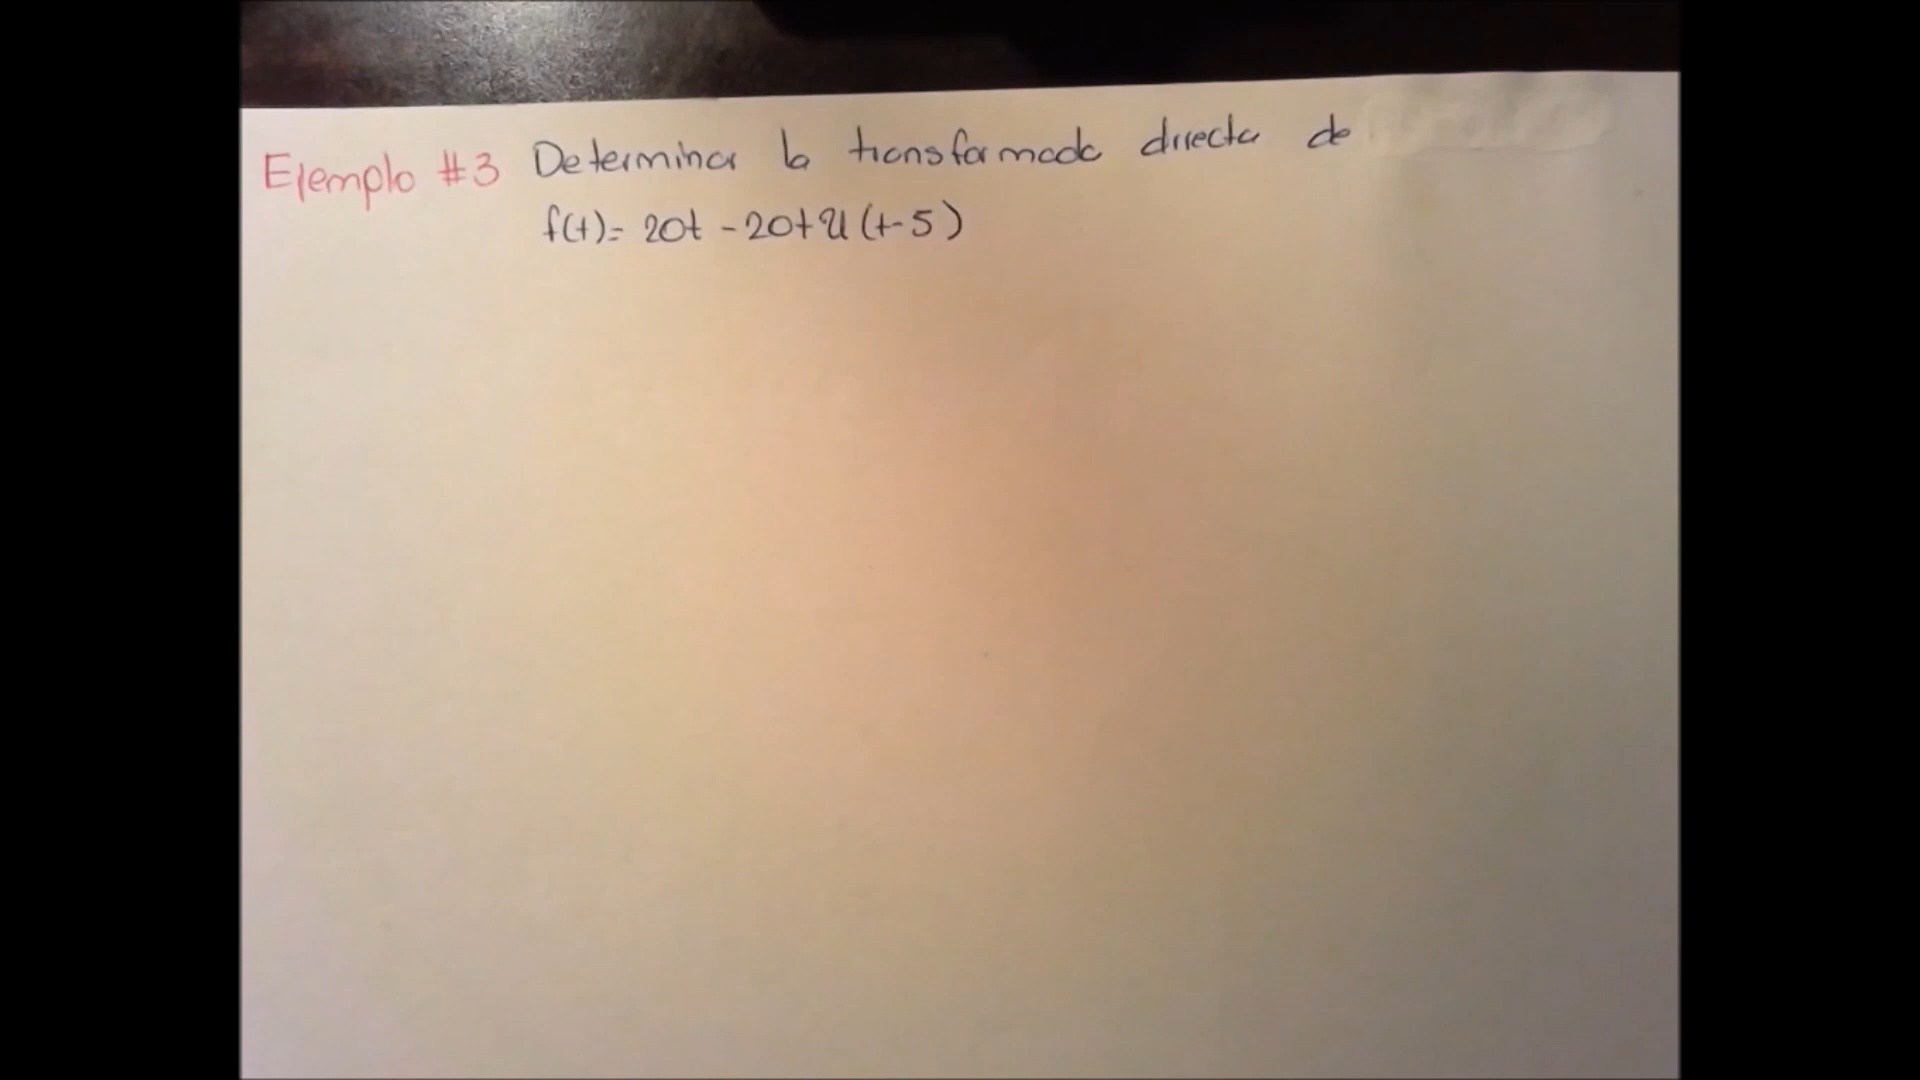 Ejemplo #3 Determinar la transformada directa de
f(t)= 20t - 20t U (t-5)